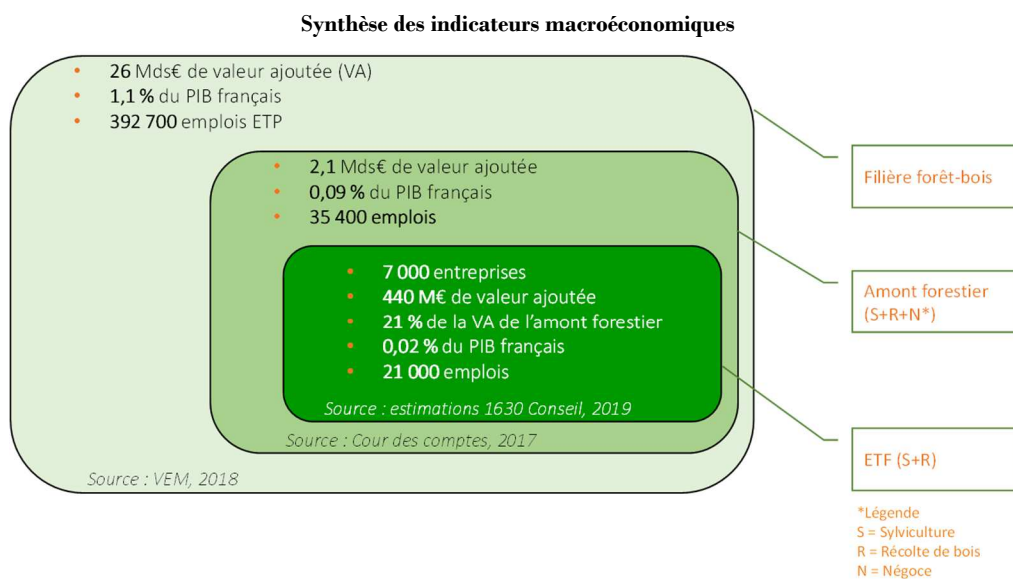 Synthèse des indicateurs macroéconomiques
• 26 Mds€ de valeur ajoutée (VA)
• 1,1 % du PIB français
• 392 700 emplois ETP
• 2,1 Mds€ de valeur ajoutée
• 0,09 % du PIB français
• 35 400 emplois
• 7 000 entreprises
• 440 M€ de valeur ajoutée
• 21 % de la VA de l'amont forestier
• 0,02 % du PIB français
• 21 000 emplois
Source : estimations 1630 Conseil, 2019
Source : Cour des comptes, 2017
Source : VEM, 2018
Filière forêt-bois
Amont forestier
(S+R+N*)
ETF (S+R)
*Légende
S = Sylviculture
R = Récolte de bois
N = Négoce